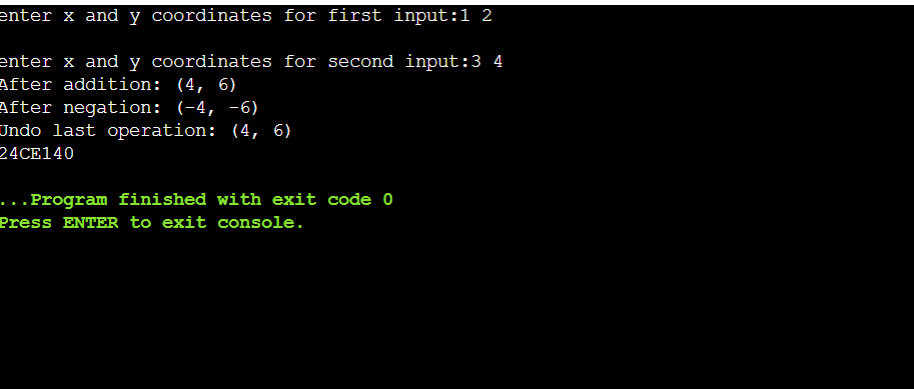 enter x and y coordinates for first input:1 2
enter x and y coordinates for second input:3 4
After addition: (4, 6)
After negation: (-4, -6)
Undo last operation: (4, 6)
24CE140
...Program finished with exit code 0
Press ENTER to exit console.